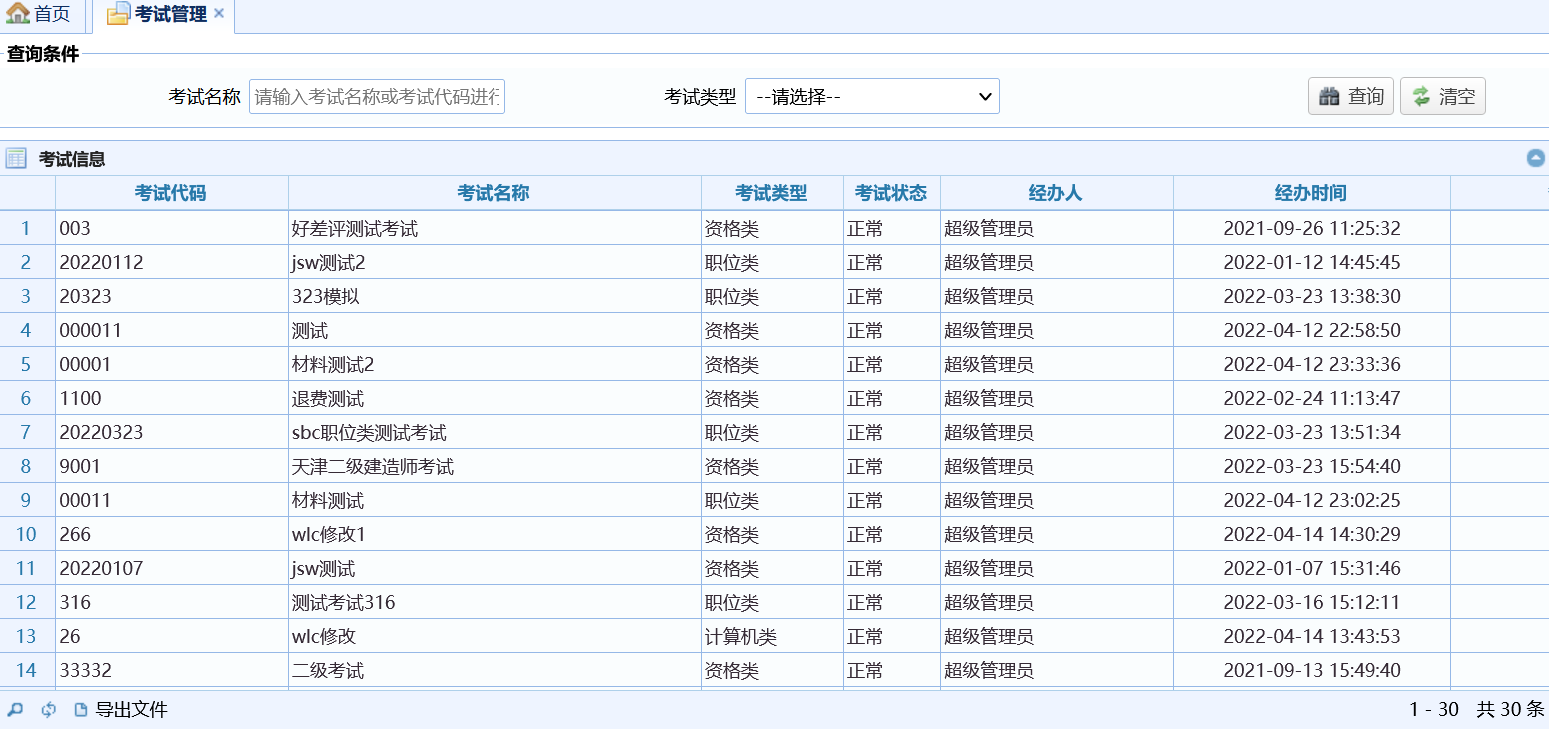 首页 考试管理
查询条件
考试名称 请输入考试名称或考试代码进行 考试类型 --请选择-- 查询 清空
考试信息
考试代码 考试名称 考试类型 考试状态 经办人 经办时间
1 003 好差评测试考试 资格类 正常 超级管理员 2021-09-26 11:25:32
2 20220112 jsw测试2 职位类 正常 超级管理员 2022-01-12 14:45:45
3 20323 323模拟 职位类 正常 超级管理员 2022-03-23 13:38:30
4 000011 测试 资格类 正常 超级管理员 2022-04-12 22:58:50
5 00001 材料测试2 资格类 正常 超级管理员 2022-04-12 23:33:36
6 1100 退费测试 资格类 正常 超级管理员 2022-02-24 11:13:47
7 20220323 sbc职位类测试考试 职位类 正常 超级管理员 2022-03-23 13:51:34
8 9001 天津二级建造师考试 资格类 正常 超级管理员 2022-03-23 15:54:40
9 00011 材料测试 职位类 正常 超级管理员 2022-04-12 23:02:25
10 266 wlc修改1 资格类 正常 超级管理员 2022-04-14 14:30:29
11 20220107 jsw测试 资格类 正常 超级管理员 2022-01-07 15:31:46
12 316 测试考试316 职位类 正常 超级管理员 2022-03-16 15:12:11
13 26 wlc修改 计算机类 正常 超级管理员 2022-04-14 13:43:53
14 33332 二级考试 资格类 正常 超级管理员 2021-09-13 15:49:40
导出文件 1 - 30 共 30 条